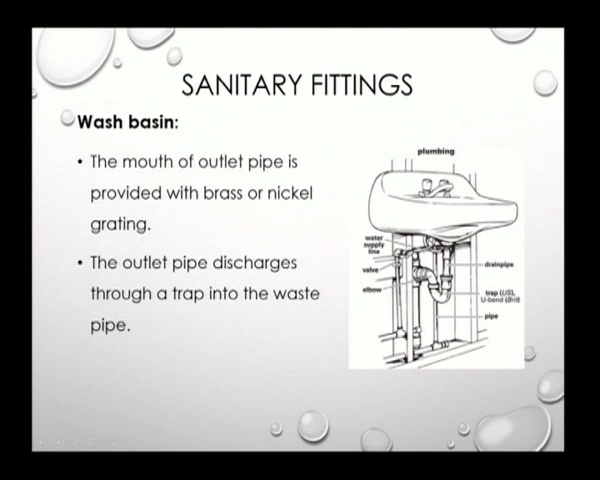 SANITARY FITTINGS
Wash basin:
• The mouth of outlet pipe is
provided with brass or nickel
grating.
• The outlet pipe discharges
through a trap into the waste
pipe.
plumbing
water
supply
line
valve
elbow
drainpipe
trap (US),
U-bend (Brit)
pipe